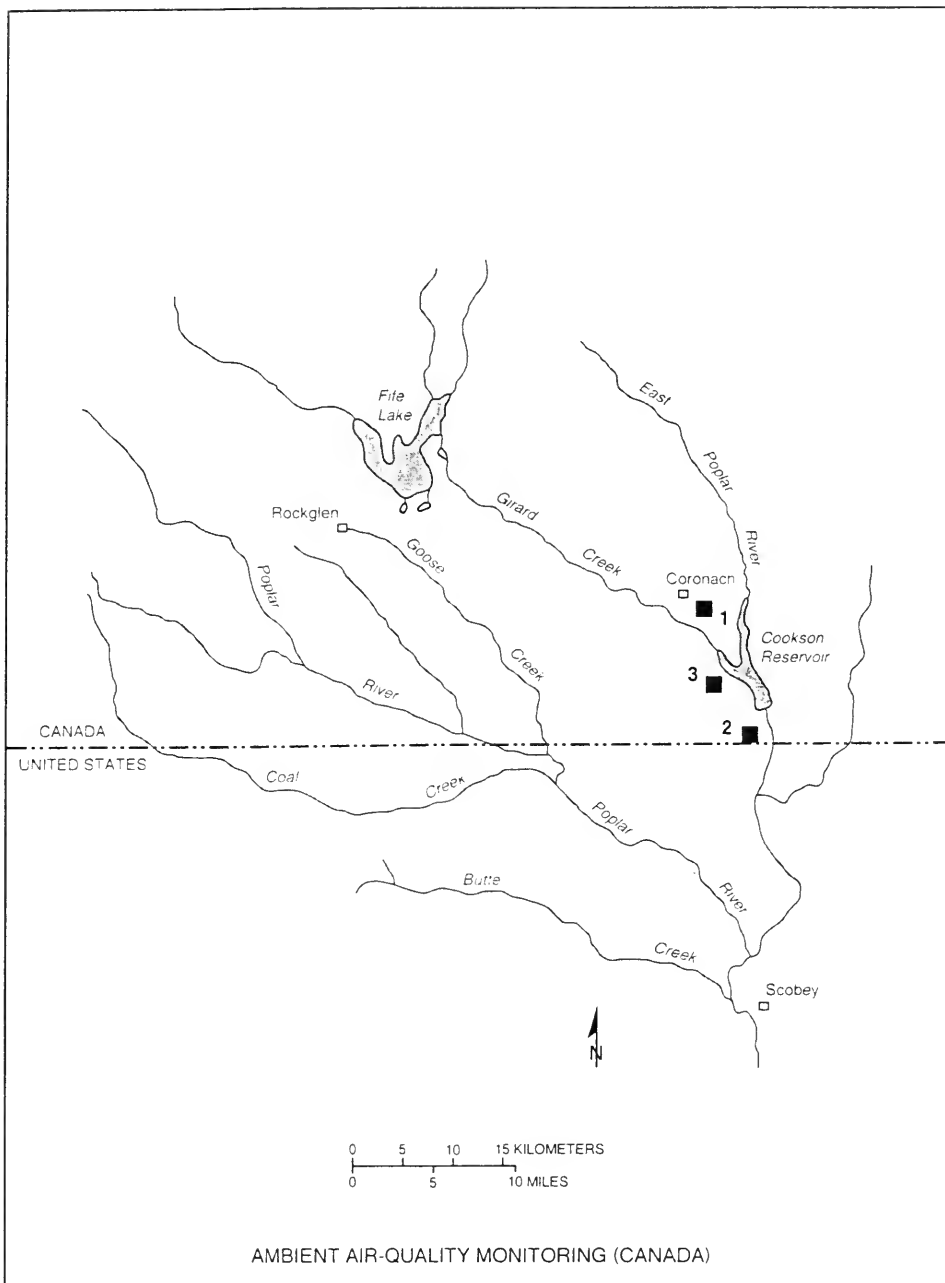 Fife
Lake
East
Poplar
River
Girard
Creek
Rockglen
Goose
Creek
Coronach
1
Cookson
Reservoir
3
2
Poplar
River
CANADA
UNITED STATES
Coal
Creek
Poplar
River
Butte
Creek
Scobey
N
0 5 10 15 KILOMETERS
0 5 10 MILES
AMBIENT AIR-QUALITY MONITORING (CANADA)